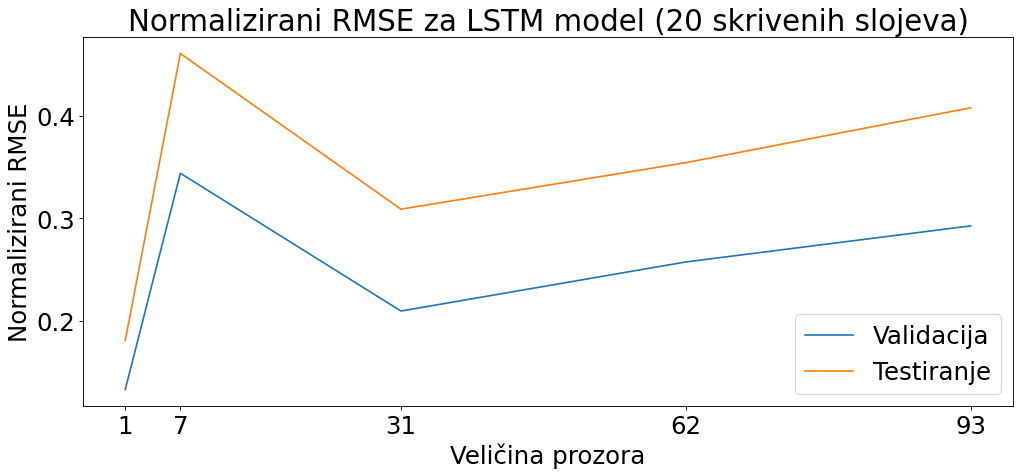 Normalizirani RMSE za LSTM model (20 skrivenih slojeva)
Normalizirani RMSE
0.4
0.3
0.2
Validacija
Testiranje
1 7 31 62 93
Veličina prozora